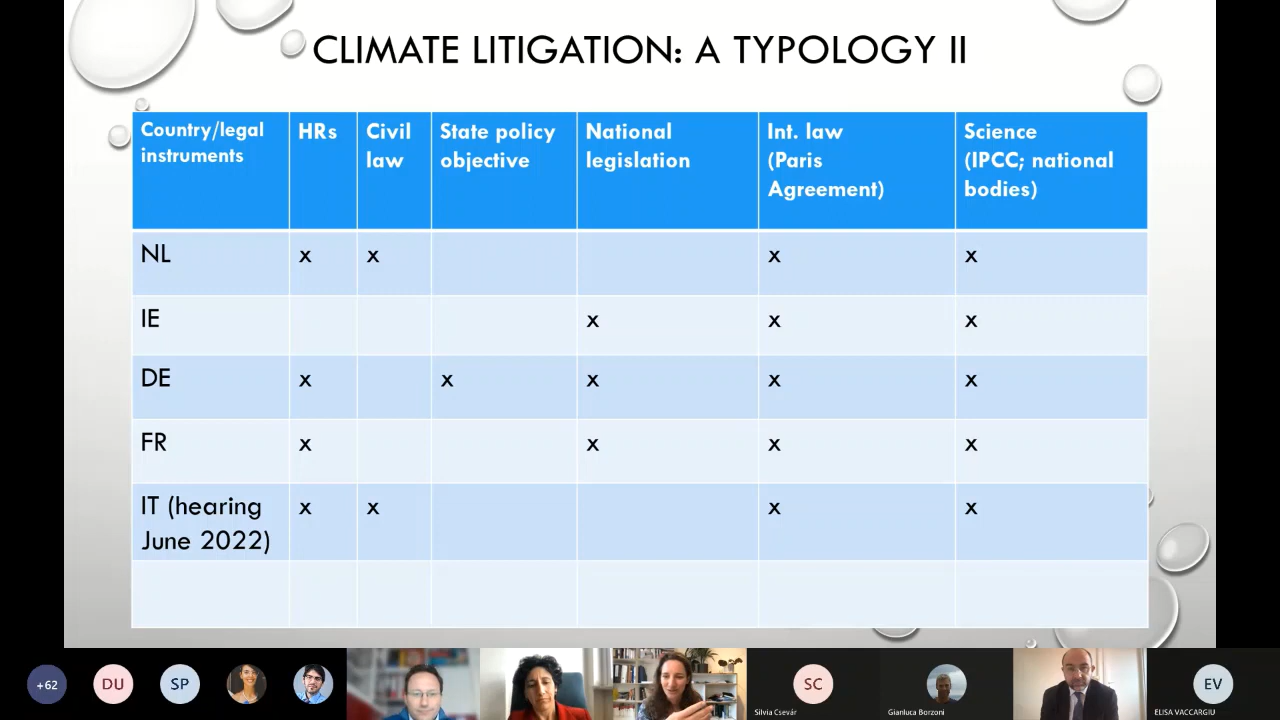 CLIMATE LITIGATION: A TYPOLOGY II
Country/legal instruments HRs Civil law State policy objective National legislation Int. law (Paris Agreement) Science (IPCC; national bodies)
NL x x x x
IE x x x
DE x x x x x
FR x x x x
IT (hearing June 2022) x x x x
+62 DU SP SC EV
Silvia Csevár Gianluca Borzoni ELISA VACCARGIU